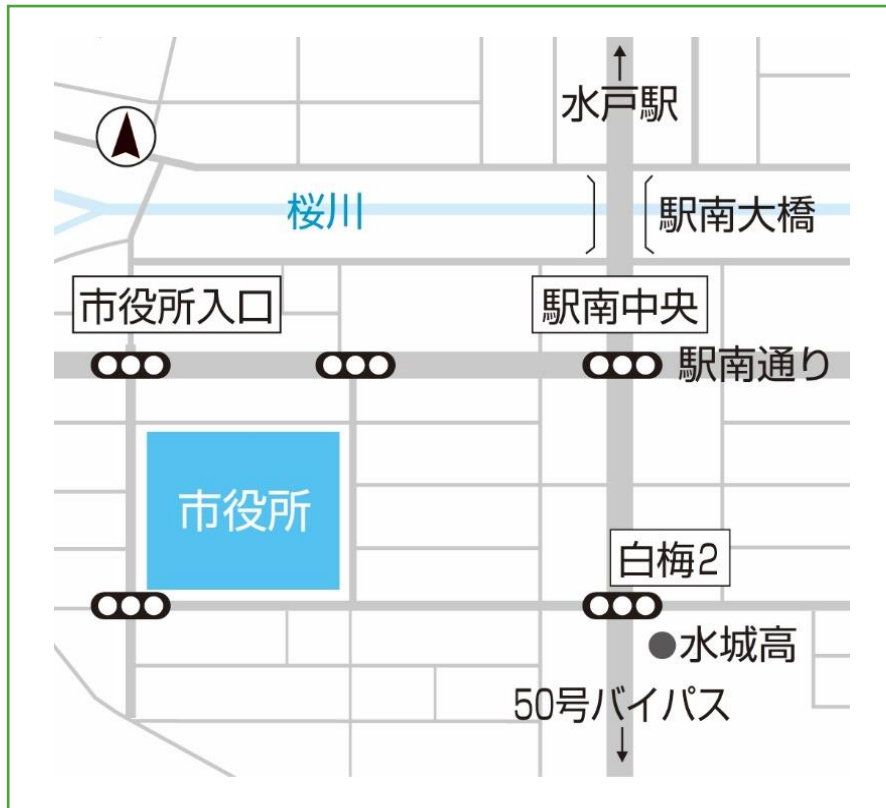 ↑
水戸駅
桜川
駅南大橋
市役所入口
駅南中央
駅南通り
市役所
白梅2
●水城高
50号バイパス
↓